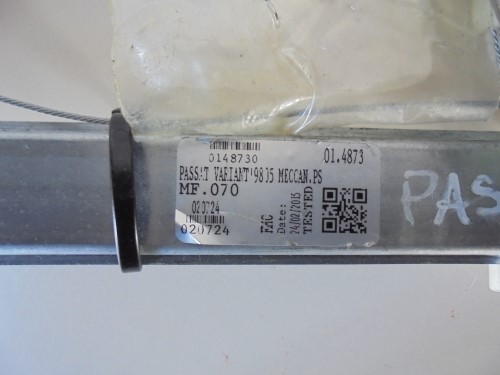 0148730
01.4873
PASSAT VARIANT'98 05 MECCAN.PS
MF.070
020724
020724
FAC
Date:
24/02/2015
TESTED
PAS